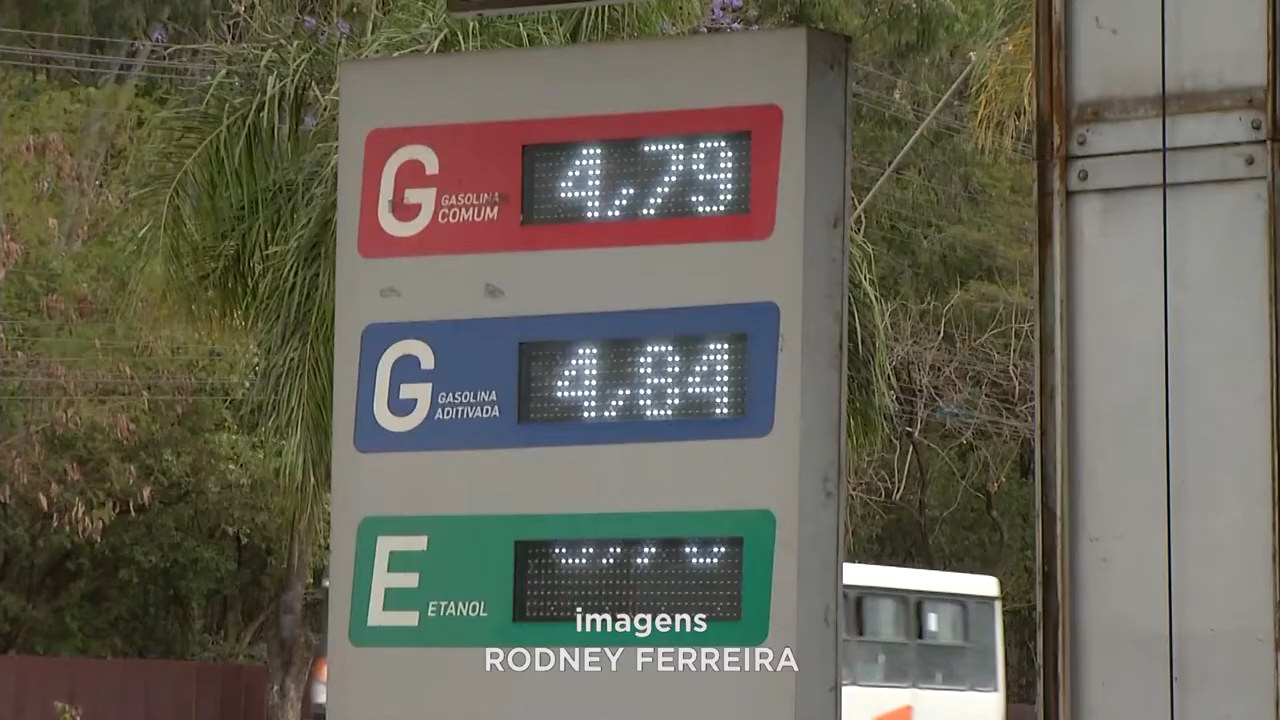 G GASOLINA
COMUM
4,79
G GASOLINA
ADITIVADA
4,84
E ETANOL
imagens
RODNEY FERREIRA